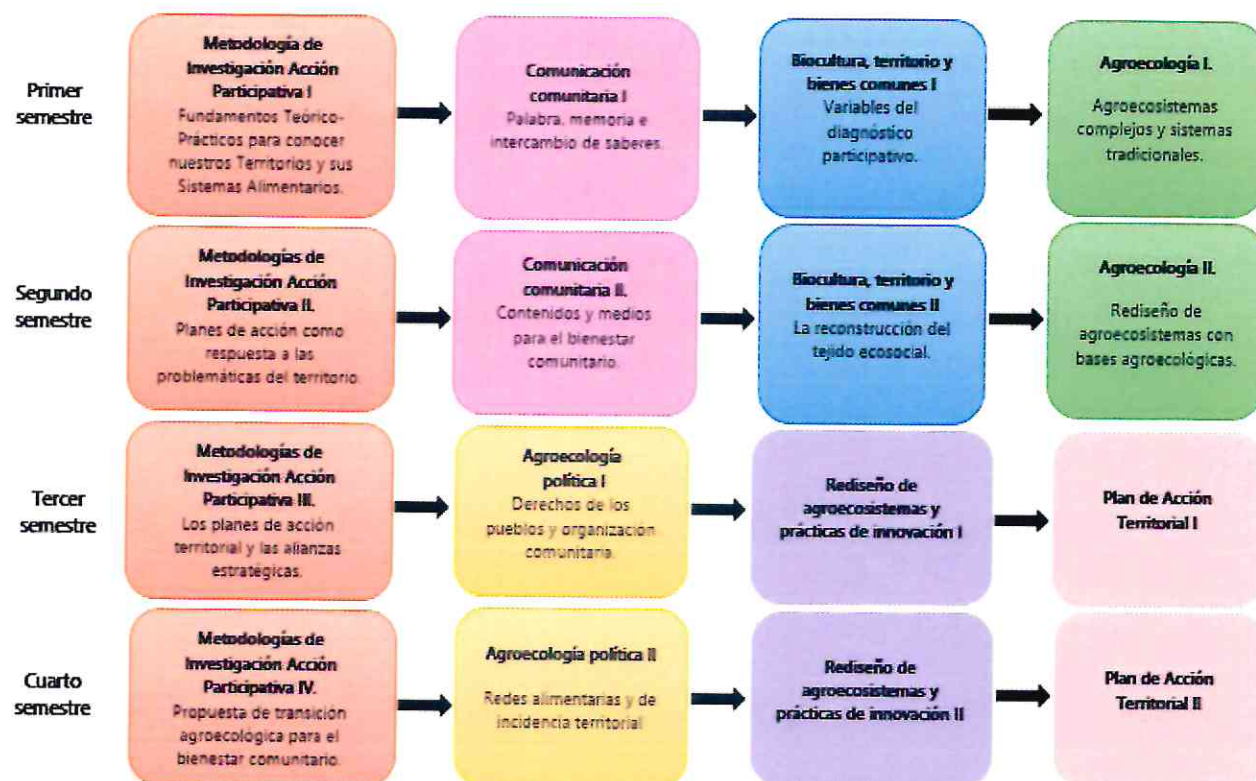 Primer
semestre
Metodología de
Investigación Acción
Participativa I
Fundamentos Teórico-
Prácticos para conocer
nuestros Territorios y sus
Sistemas Alimentarios.
Comunicación
comunitaria I
Palabra, memoria e
intercambio de saberes.
Biocultura, territorio y
bienes comunes I
Variables del
diagnóstico
participativo.
Agroecología I.
Agroecosistemas
complejos y sistemas
tradicionales.
Segundo
semestre
Metodologías de
Investigación Acción
Participativa II.
Planes de acción como
respuesta a las
problemáticas del territorio.
Comunicación
comunitaria II.
Contenidos y medios
para el bienestar
comunitario.
Biocultura, territorio y
bienes comunes II
La reconstrucción del
tejido ecosocial.
Agroecología II.
Rediseño de
agroecosistemas con
bases agroecológicas.
Tercer
semestre
Metodologías de
Investigación Acción
Participativa III.
Los planes de acción
territorial y las alianzas
estratégicas.
Agroecología
política I
Derechos de los
pueblos y organización
comunitaria.
Rediseño de
agroecosistemas y
prácticas de innovación I
Plan de Acción
Territorial I
Cuarto
semestre
Metodologías de
Investigación Acción
Participativa IV.
Propuesta de transición
agroecológica para el
bienestar comunitario.
Agroecología política II
Redes alimentarias y de
incidencia territorial
Rediseño de
agroecosistemas y
prácticas de innovación II
Plan de Acción
Territorial II